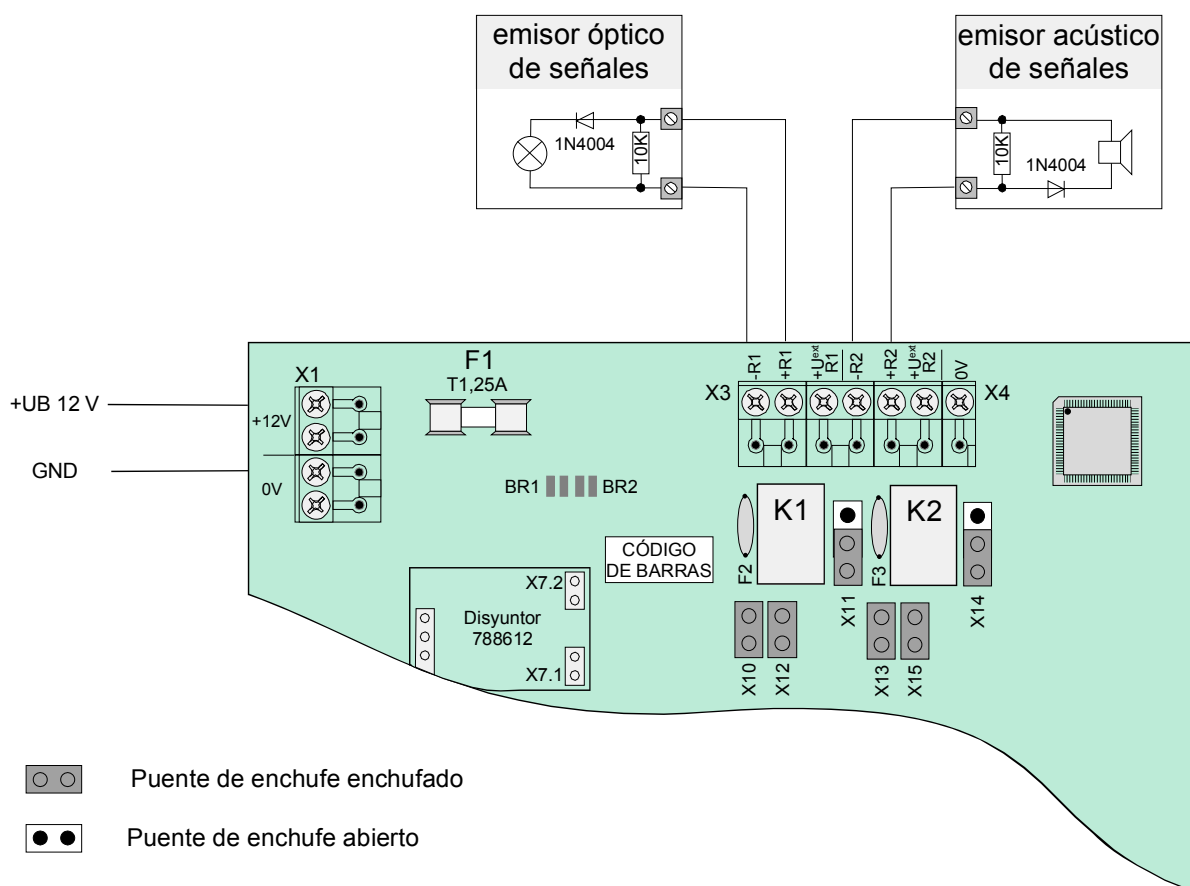 emisor óptico
de señales
1N4004
10K
emisor acústico
de señales
10K
1N4004
+UB 12 V
GND
X1
+12V
0V
F1
T1,25A
BR1
BR2
CÓDIGO
DE BARRAS
X7.2
Disyuntor
788612
X7.1
X3
-R1
+R1
+Uext
R1
-R2
+R2
+Uext
R2
0V
X4
F2
K1
X11
F3
K2
X14
X10
X12
X13
X15
Puente de enchufe enchufado
Puente de enchufe abierto